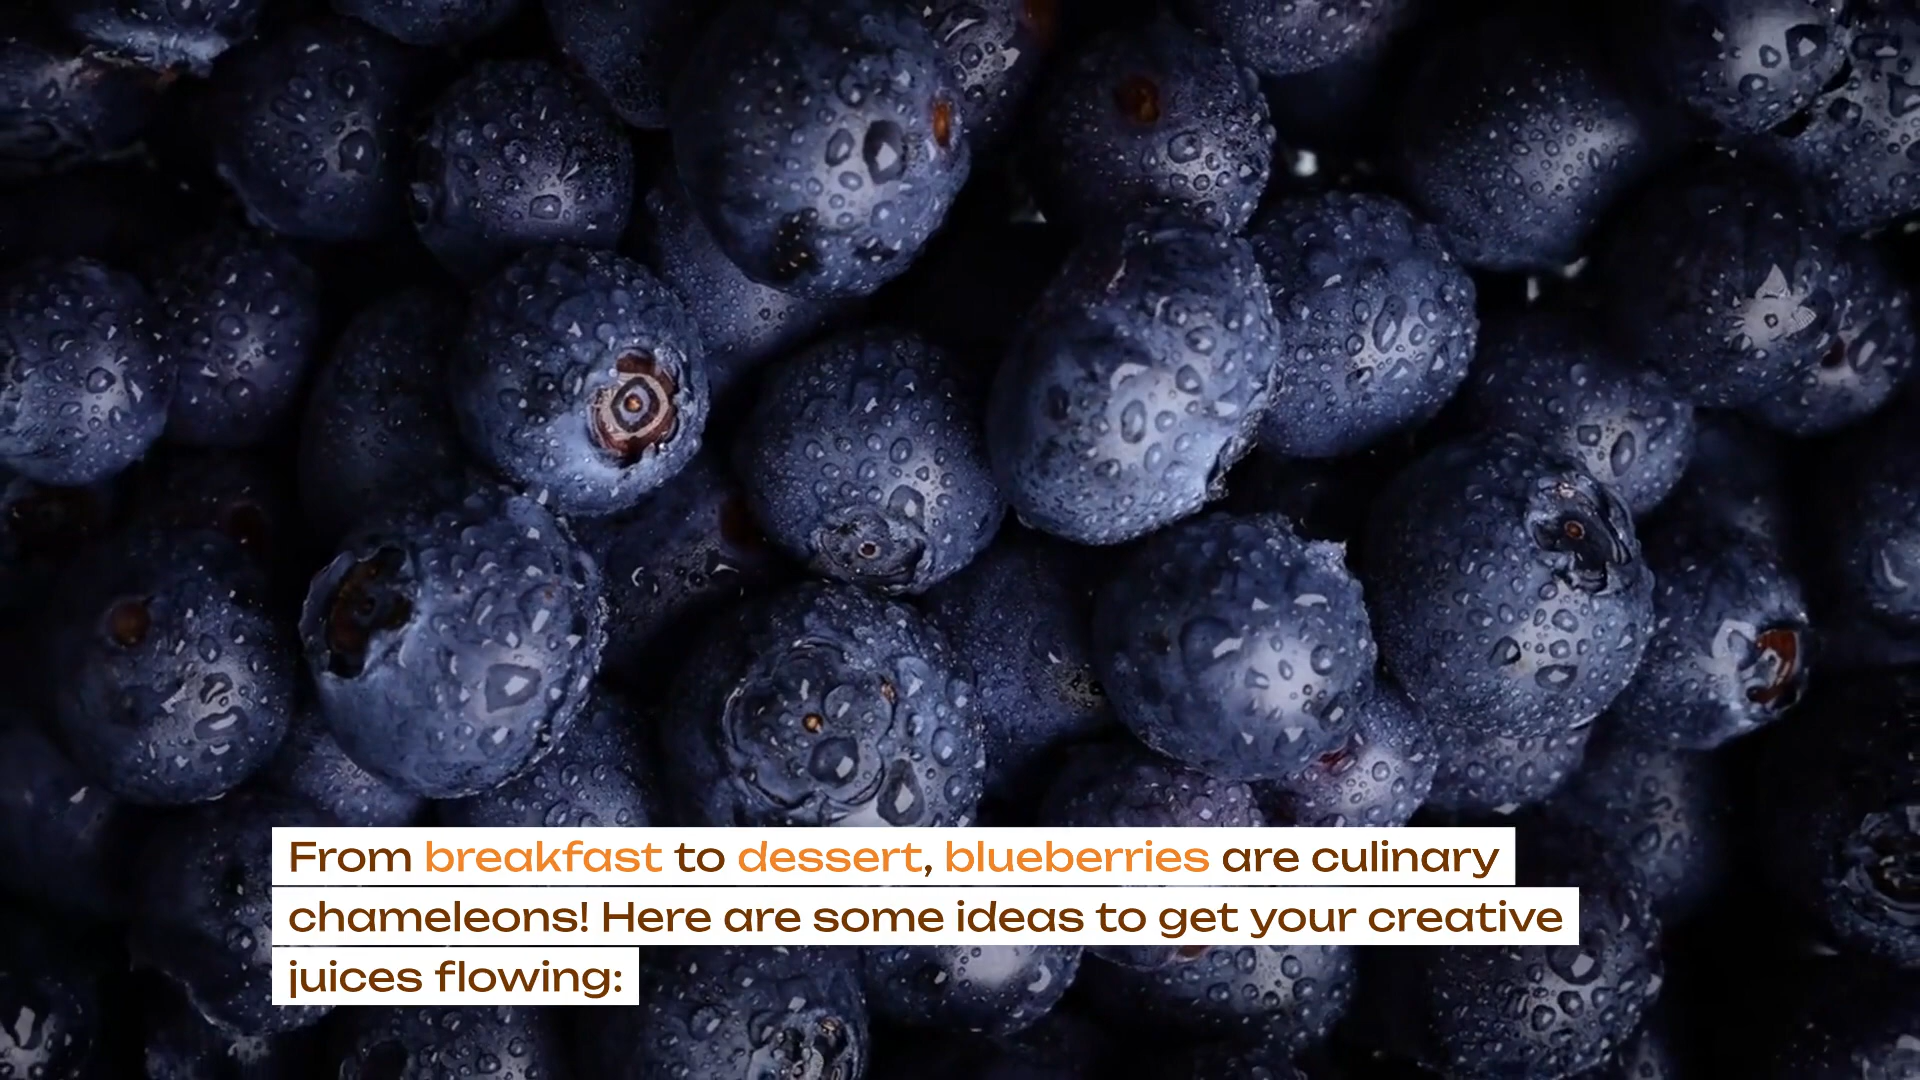 From breakfast to dessert, blueberries are culinary
chameleons! Here are some ideas to get your creative
juices flowing: